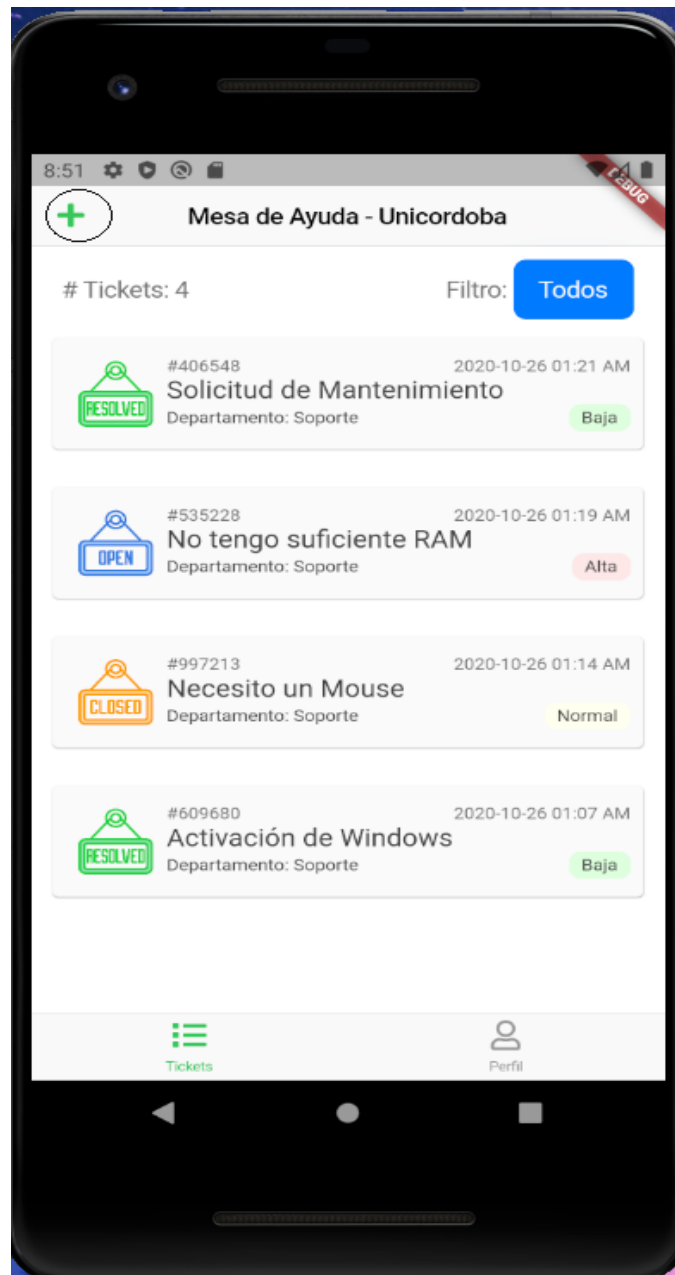 8:51
DEBUG
+ Mesa de Ayuda - Unicordoba
# Tickets: 4 Filtro: Todos
#406548 2020-10-26 01:21 AM
RESOLVED Solicitud de Mantenimiento
Departamento: Soporte Baja
#535228 2020-10-26 01:19 AM
No tengo suficiente RAM
OPEN Departamento: Soporte Alta
#997213 2020-10-26 01:14 AM
Necesito un Mouse
CLOSED Departamento: Soporte Normal
#609680 2020-10-26 01:07 AM
Activación de Windows
RESOLVED Departamento: Soporte Baja
Tickets Perfil